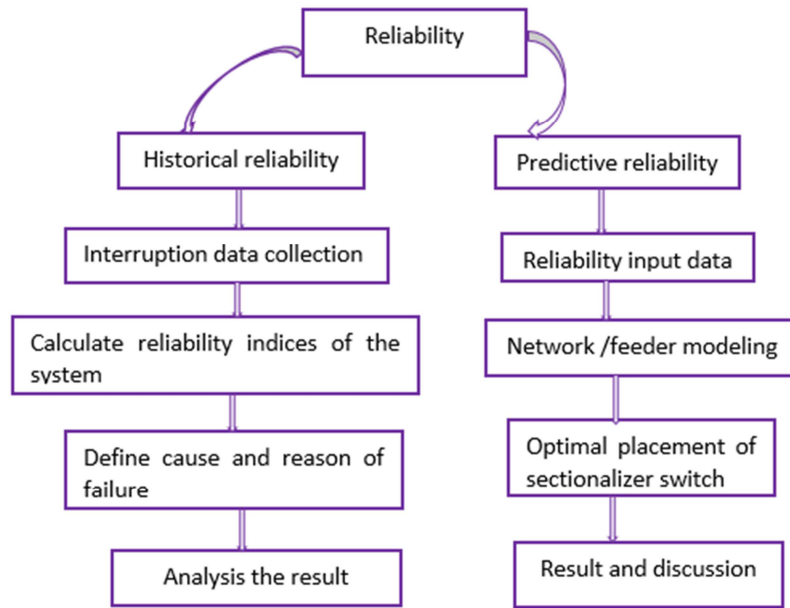 Reliability
Historical reliability
Interruption data collection
Calculate reliability indices of the
system
Define cause and reason of
failure
Analysis the result
Predictive reliability
Reliability input data
Network /feeder modeling
Optimal placement of
sectionalizer switch
Result and discussion